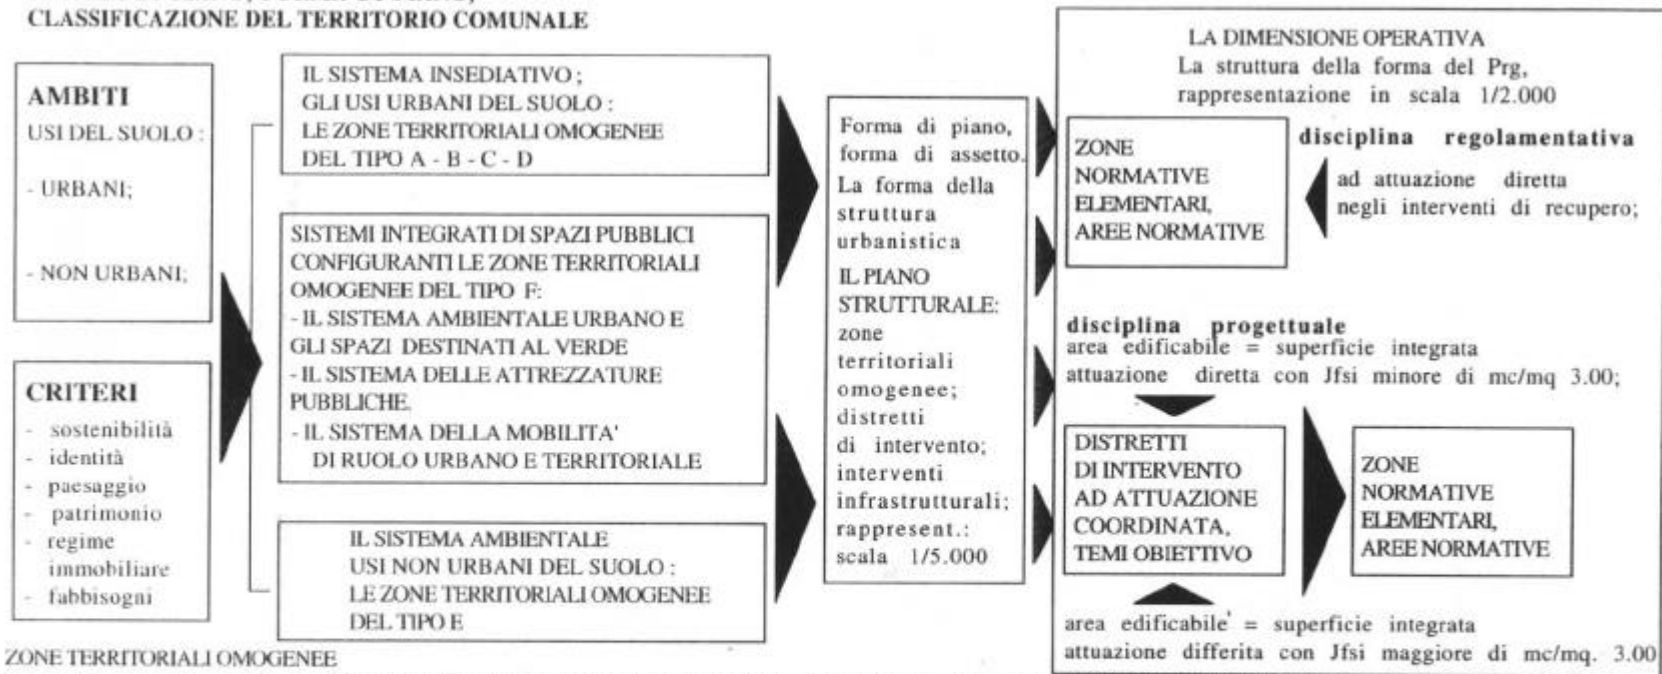 CLASSIFICAZIONE DEL TERRITORIO COMUNALE
AMBITI
USI DEL SUOLO :
- URBANI;
- NON URBANI;
CRITERI
- sostenibilità
- identità
- paesaggio
- patrimonio
- regime
immobiliare
- fabbisogni
IL SISTEMA INSEDIATIVO ;
GLI USI URBANI DEL SUOLO :
LE ZONE TERRITORIALI OMOGENEE
DEL TIPO A - B - C - D
SISTEMI INTEGRATI DI SPAZI PUBBLICI
CONFIGURANTI LE ZONE TERRITORIALI
OMOGENEE DEL TIPO F:
- IL SISTEMA AMBIENTALE URBANO E
GLI SPAZI DESTINATI AL VERDE
- IL SISTEMA DELLE ATTREZZATURE
PUBBLICHE.
- IL SISTEMA DELLA MOBILITA'
DI RUOLO URBANO E TERRITORIALE
IL SISTEMA AMBIENTALE
USI NON URBANI DEL SUOLO :
LE ZONE TERRITORIALI OMOGENEE
DEL TIPO E
Forma di piano,
forma di assetto.
La forma della
struttura
urbanistica
IL PIANO
STRUTTURALE:
zone
territoriali
omogenee;
distretti
di intervento;
interventi
infrastrutturali;
rappresent.:
scala 1/5.000
LA DIMENSIONE OPERATIVA
La struttura della forma del Prg,
rappresentazione in scala 1/2.000
ZONE
NORMATIVE
ELEMENTARI,
AREE NORMATIVE
disciplina regolamentativa
ad attuazione diretta
negli interventi di recupero;
disciplina progettuale
area edificabile = superficie integrata
attuazione diretta con Jfsi minore di mc/mq 3.00;
DISTRETTI
DI INTERVENTO
AD ATTUAZIONE
COORDINATA,
TEMI OBIETTIVO
ZONE
NORMATIVE
ELEMENTARI,
AREE NORMATIVE
area edificabile' = superficie integrata
attuazione differita con Jfsi maggiore di mc/mq. 3.00
ZONE TERRITORIALI OMOGENEE